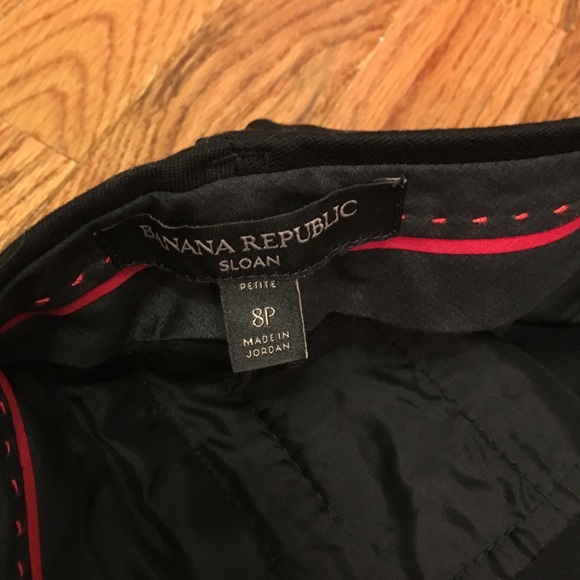 BANANA REPUBLIC
SLOAN
PETITE
8P
MADE IN
JORDAN